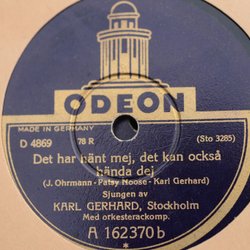 ODEON
MADE IN GERMANY
D 4869 78 R (Sto 3285)
Det har hänt mej, det kan också
hända dej
(J. Ohrmann - Patsy Noose - Karl Gerhard)
Sjungen av
KARL GERHARD, Stockholm
Med orkesterackomp.
A 162370 b